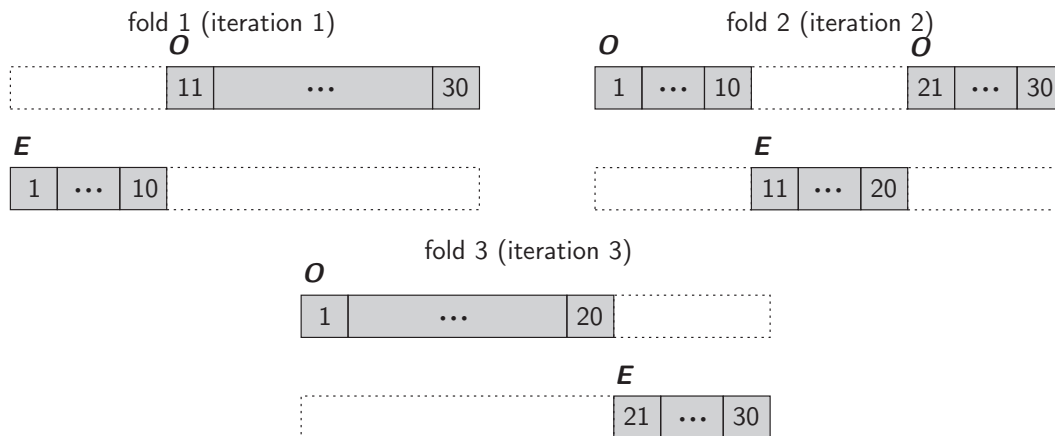 fold 1 (iteration 1)
O
11 ... 30
E
1 ... 10
fold 2 (iteration 2)
O O
1 ... 10 21 ... 30
E
11 ... 20
fold 3 (iteration 3)
O
1 ... 20
E
21 ... 30